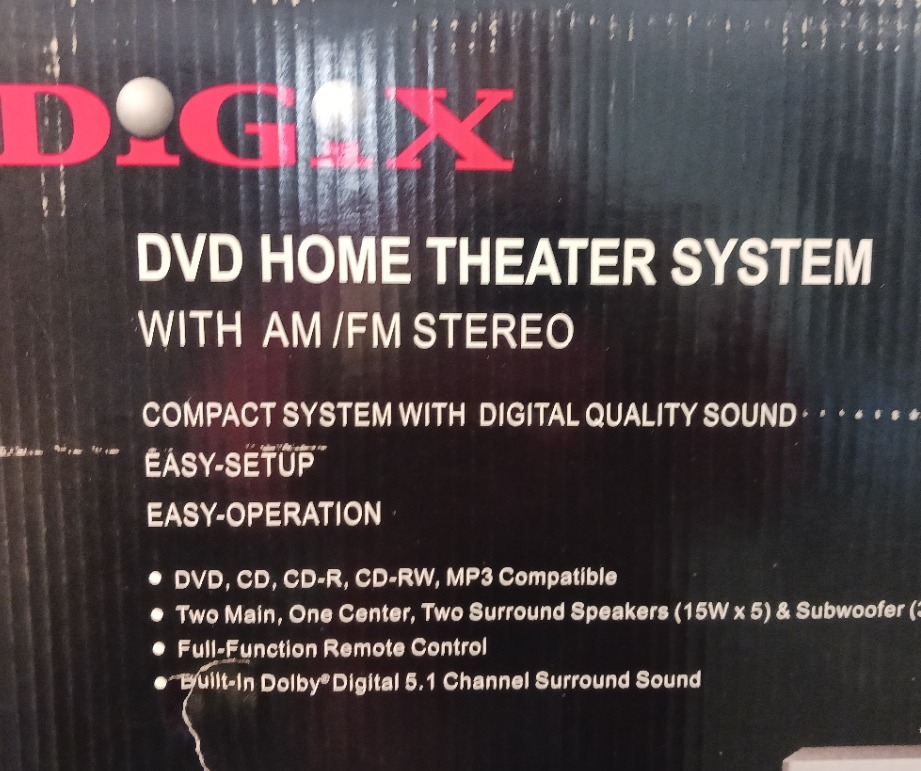 DiGiX
DVD HOME THEATER SYSTEM
WITH AM/FM STEREO
COMPACT SYSTEM WITH DIGITAL QUALITY SOUND·······
EASY-SETUP
EASY-OPERATION
• DVD, CD, CD-R, CD-RW, MP3 Compatible
• Two Main, One Center, Two Surround Speakers (15W x 5) & Subwoofer (
• Full-Function Remote Control
• Built-In Dolby® Digital 5.1 Channel Surround Sound